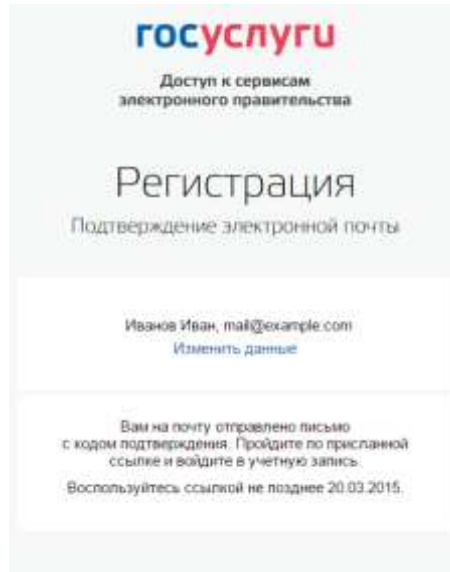 госуслуги
Доступ к сервисам
электронного правительства
Регистрация
Подтверждение электронной почты
Иванов Иван, mail@example.com
Изменить данные
Вам на почту отправлено письмо
с кодом подтверждения. Пройдите по присланной
ссылке и войдите в учетную запись
Воспользуйтесь ссылкой не позднее 20.03.2015.